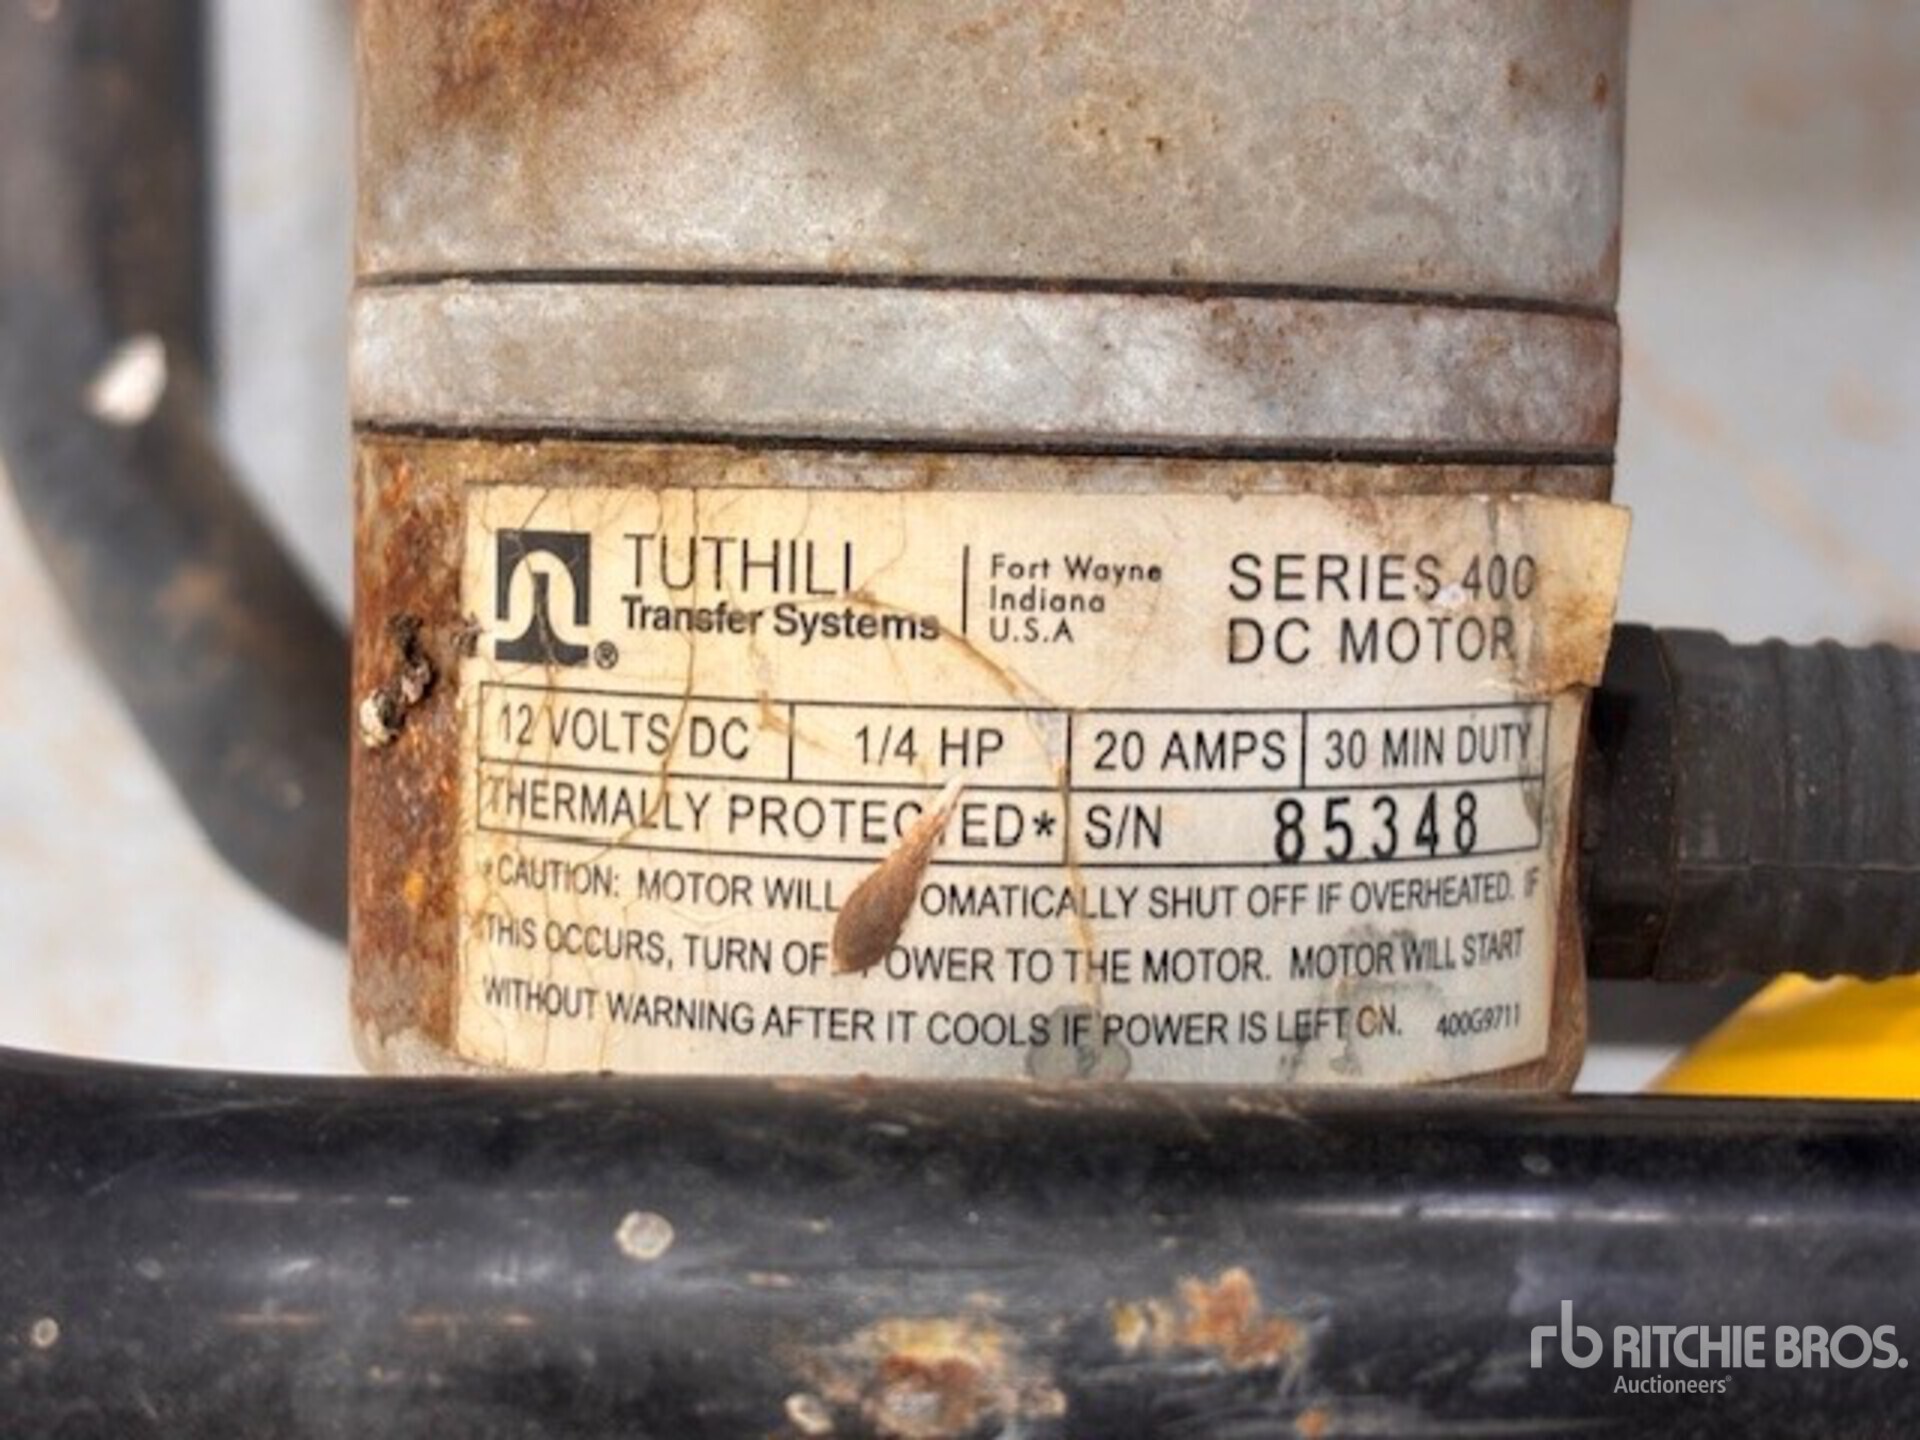 TUTHILL
Transfer Systems
®
Fort Wayne
Indiana
U.S.A
SERIES 400
DC MOTOR
12 VOLTS DC 1/4 HP 20 AMPS 30 MIN DUTY
THERMALLY PROTECTED* S/N 85348
*CAUTION: MOTOR WILL OMATICALLY SHUT OFF IF OVERHEATED. IF
THIS OCCURS, TURN OF POWER TO THE MOTOR. MOTOR WILL START
WITHOUT WARNING AFTER IT COOLS IF POWER IS LEFT ON. 400G9711
rb RITCHIE BROS.
Auctioneers